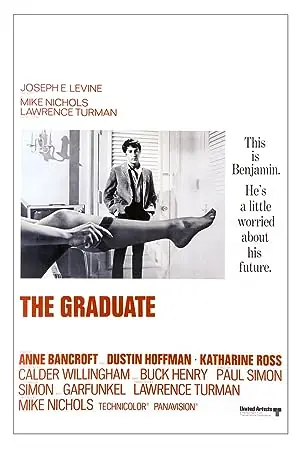 JOSEPH E. LEVINE
MIKE NICHOLS
LAWRENCE TURMAN
This
is
Benjamin.
He's
a little
worried
about
his
future.
THE GRADUATE
ANNE BANCROFT... DUSTIN HOFFMAN · KATHARINE ROSS
CALDER WILLINGHAM... BUCK HENRY PAUL SIMON
SIMON... GARFUNKEL LAWRENCE TURMAN
MIKE NICHOLS TECHNICOLOR® PANAVISION®
United Artists